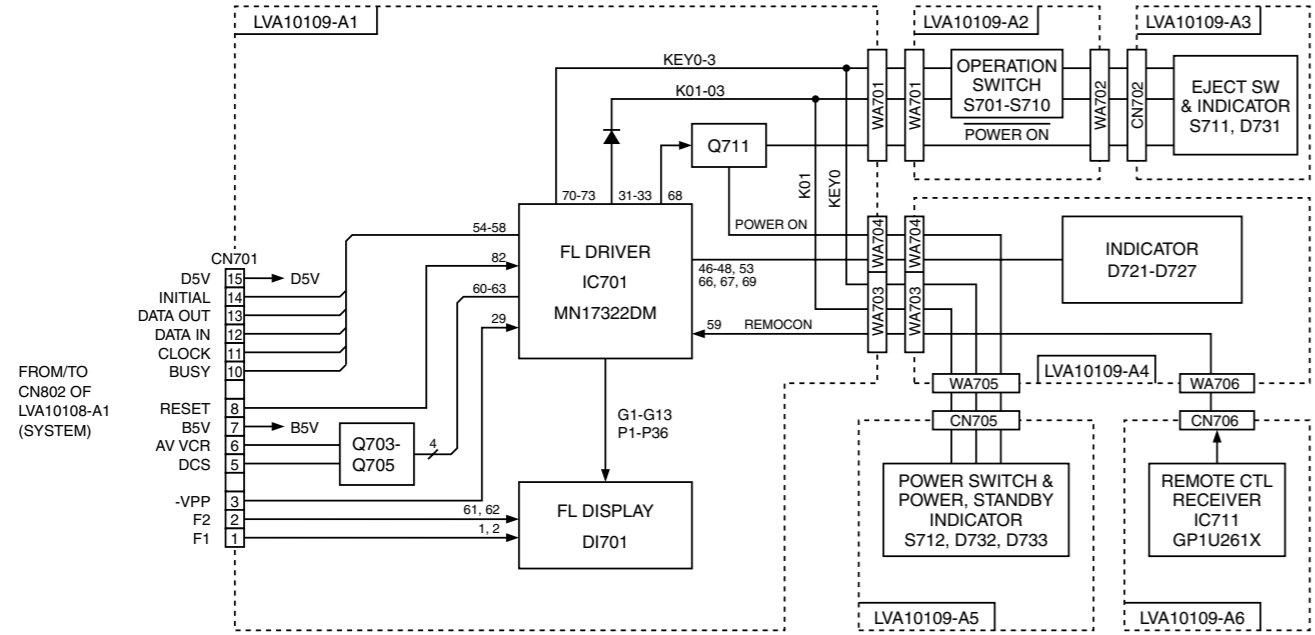 LVA10109-A1
LVA10109-A2
LVA10109-A3
KEY0-3
K01-03
WA701
WA701
OPERATION
SWITCH
S701-S710
POWER ON
WA702
CN702
EJECT SW
& INDICATOR
S711, D731
Q711
K01
KEY0
70-73
31-33
68
POWER ON
54-58
82
60-63
29
FL DRIVER
IC701
MN17322DM
46-48, 53
66, 67, 69
59
REMOCON
WA704
WA704
WA703
WA703
INDICATOR
D721-D727
LVA10109-A4
CN701
D5V 15 D5V
INITIAL 14
DATA OUT 13
DATA IN 12
CLOCK 11
BUSY 10
RESET 8
B5V 7 B5V
AV VCR 6
DCS 5
-VPP 3
F2 2
F1 1
FROM/TO
CN802 OF
LVA10108-A1
(SYSTEM)
Q703-
Q705
4
61, 62
1, 2
G1-G13
P1-P36
FL DISPLAY
DI701
WA705
CN705
POWER SWITCH &
POWER, STANDBY
INDICATOR
S712, D732, D733
LVA10109-A5
WA706
CN706
REMOTE CTL
RECEIVER
IC711
GP1U261X
LVA10109-A6